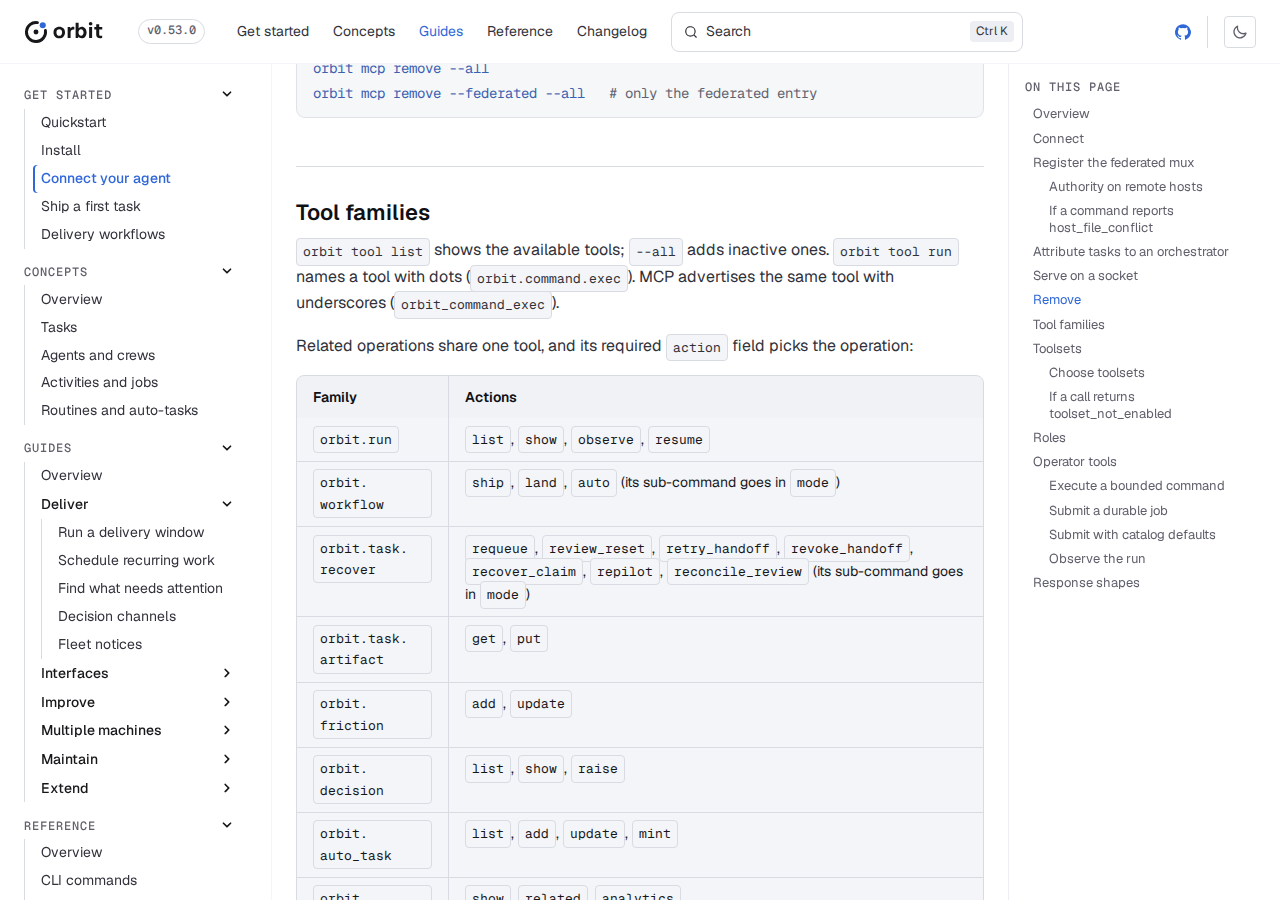 orbit
v0.53.0
Get started
Concepts
Guides
Reference
Changelog
Search
Ctrl K
GET STARTED
Quickstart
Install
Connect your agent
Ship a first task
Delivery workflows
CONCEPTS
Overview
Tasks
Agents and crews
Activities and jobs
Routines and auto-tasks
GUIDES
Overview
Deliver
Run a delivery window
Schedule recurring work
Find what needs attention
Decision channels
Fleet notices
Interfaces
Improve
Multiple machines
Maintain
Extend
REFERENCE
Overview
CLI commands
orbit mcp remove --all
orbit mcp remove --federated --all   # only the federated entry
Tool families
orbit tool list shows the available tools; --all adds inactive ones. orbit tool run
names a tool with dots (orbit.command.exec). MCP advertises the same tool with
underscores (orbit_command_exec).
Related operations share one tool, and its required action field picks the operation:
Family
Actions
orbit.run
list, show, observe, resume
orbit.
workflow
ship, land, auto (its sub-command goes in mode)
orbit.task.
recover
requeue, review_reset, retry_handoff, revoke_handoff,
recover_claim, repilot, reconcile_review (its sub-command goes
in mode)
orbit.task.
artifact
get, put
orbit.
friction
add, update
orbit.
decision
list, show, raise
orbit.
auto_task
list, add, update, mint
orbit.
show, related, analytics
ON THIS PAGE
Overview
Connect
Register the federated mux
Authority on remote hosts
If a command reports
host_file_conflict
Attribute tasks to an orchestrator
Serve on a socket
Remove
Tool families
Toolsets
Choose toolsets
If a call returns
toolset_not_enabled
Roles
Operator tools
Execute a bounded command
Submit a durable job
Submit with catalog defaults
Observe the run
Response shapes